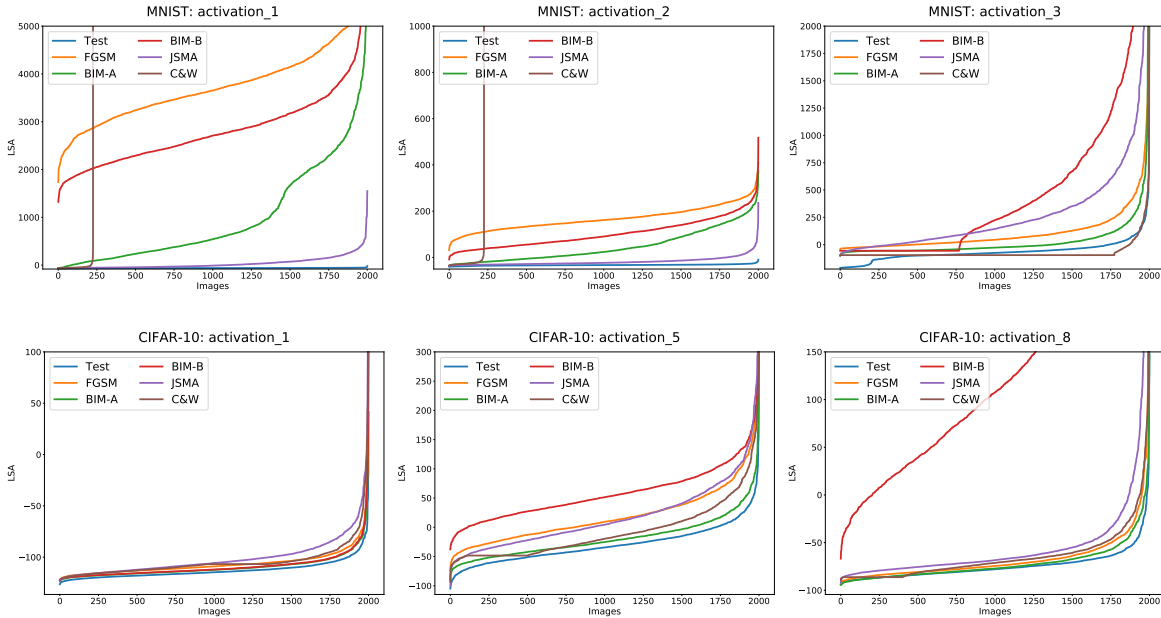 MNIST: activation_1
5000
4000
3000
2000
1000
0
LSA
Test
FGSM
BIM-A
BIM-B
JSMA
C&W
0 250 500 750 1000 1250 1500 1750 2000
Images
MNIST: activation_2
1000
800
600
400
200
0
LSA
Test
FGSM
BIM-A
BIM-B
JSMA
C&W
0 250 500 750 1000 1250 1500 1750 2000
Images
MNIST: activation_3
2000
1750
1500
1250
1000
750
500
250
0
LSA
Test
FGSM
BIM-A
BIM-B
JSMA
C&W
0 250 500 750 1000 1250 1500 1750 2000
Images
CIFAR-10: activation_1
100
50
0
−50
−100
LSA
Test
FGSM
BIM-A
BIM-B
JSMA
C&W
0 250 500 750 1000 1250 1500 1750 2000
Images
CIFAR-10: activation_5
300
250
200
150
100
50
0
−50
−100
LSA
Test
FGSM
BIM-A
BIM-B
JSMA
C&W
0 250 500 750 1000 1250 1500 1750 2000
Images
CIFAR-10: activation_8
150
100
50
0
−50
−100
LSA
Test
FGSM
BIM-A
BIM-B
JSMA
C&W
0 250 500 750 1000 1250 1500 1750 2000
Images